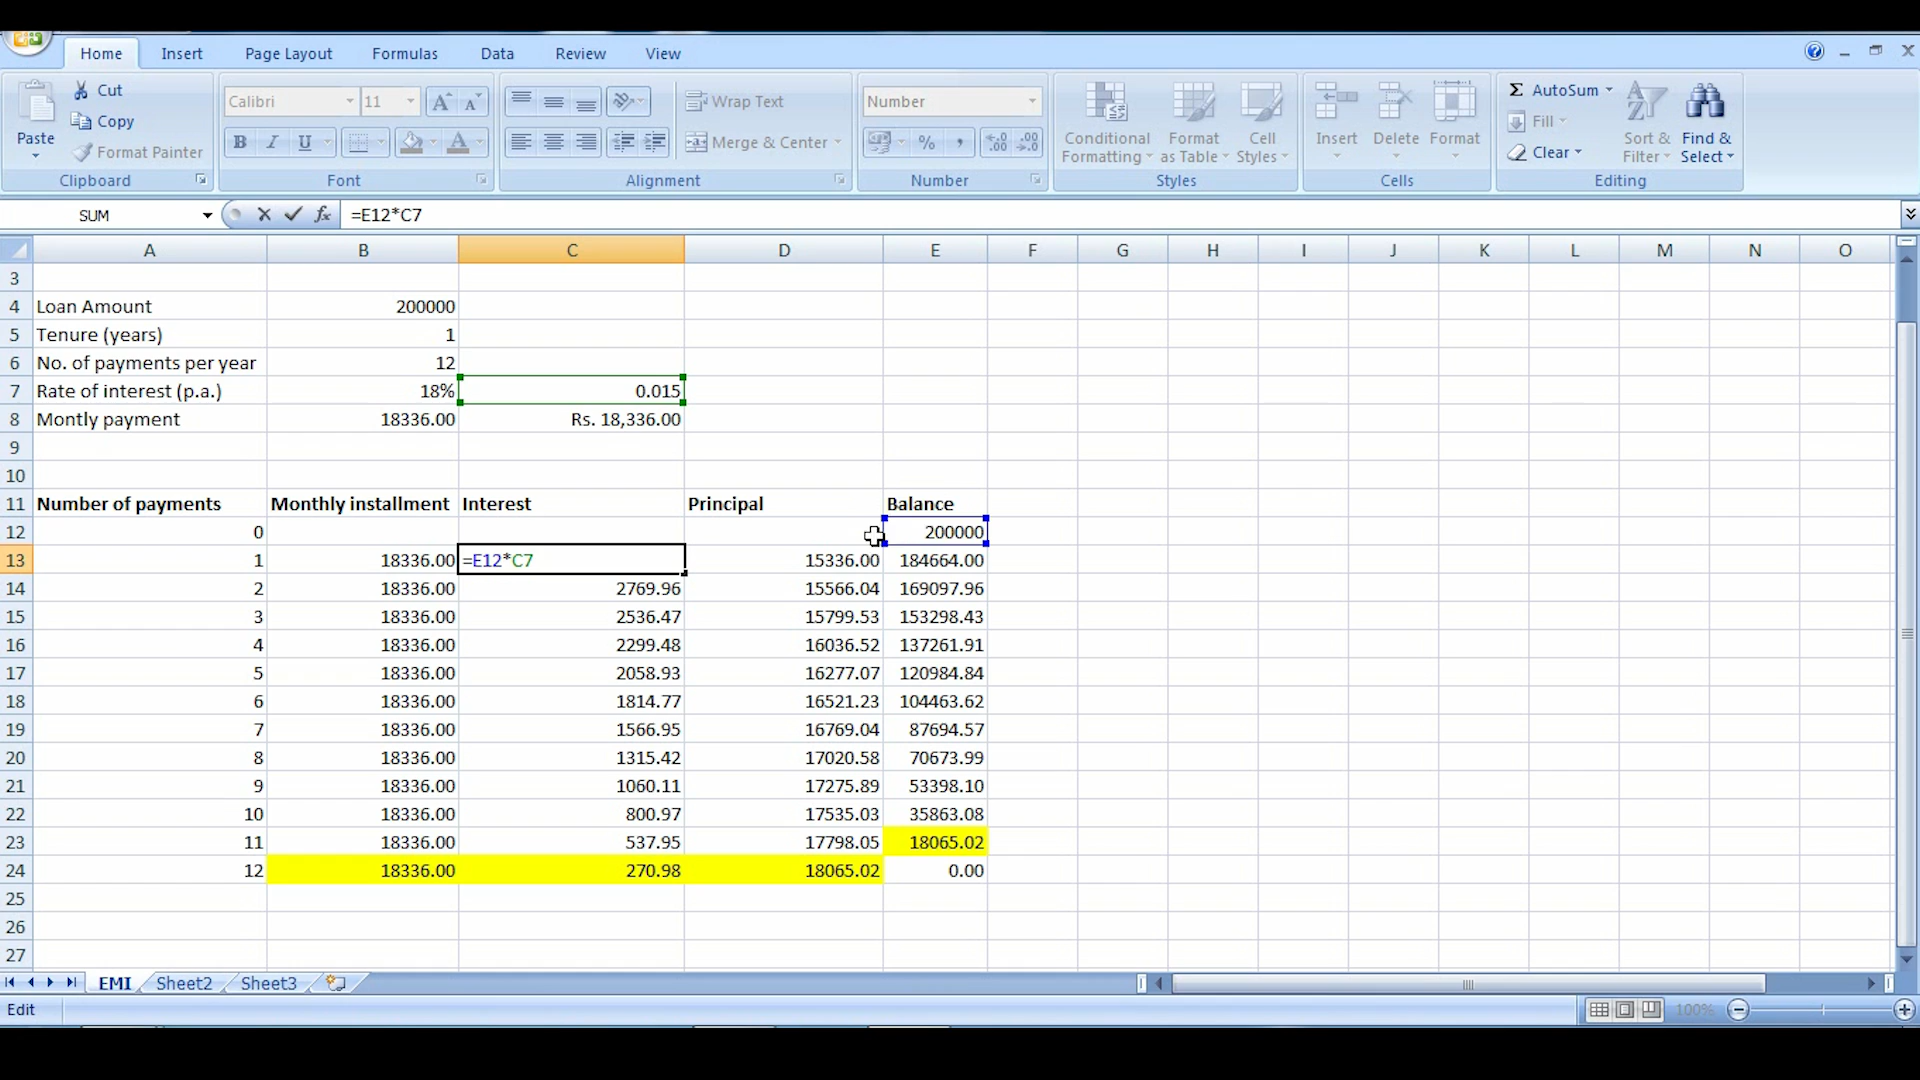 Home Insert Page Layout Formulas Data Review View
Paste
Cut
Copy
Format Painter
Clipboard
Calibri 11
B I U
Font
Wrap Text
Merge & Center
Alignment
Number
% ,
Number
Conditional Formatting
Format as Table
Cell Styles
Styles
Insert Delete Format
Cells
Σ AutoSum
Fill
Clear
Sort & Filter
Find & Select
Editing
SUM fx =E12*C7
A B C D E F G H I J K L M N O
3
4 Loan Amount 200000
5 Tenure (years) 1
6 No. of payments per year 12
7 Rate of interest (p.a.) 18% 0.015
8 Montly payment 18336.00 Rs. 18,336.00
9
10
11 Number of payments Monthly installment Interest Principal Balance
12 0 200000
13 1 18336.00 =E12*C7 15336.00 184664.00
14 2 18336.00 2769.96 15566.04 169097.96
15 3 18336.00 2536.47 15799.53 153298.43
16 4 18336.00 2299.48 16036.52 137261.91
17 5 18336.00 2058.93 16277.07 120984.84
18 6 18336.00 1814.77 16521.23 104463.62
19 7 18336.00 1566.95 16769.04 87694.57
20 8 18336.00 1315.42 17020.58 70673.99
21 9 18336.00 1060.11 17275.89 53398.10
22 10 18336.00 800.97 17535.03 35863.08
23 11 18336.00 537.95 17798.05 18065.02
24 12 18336.00 270.98 18065.02 0.00
25
26
27
EMI Sheet2 Sheet3
Edit 100%